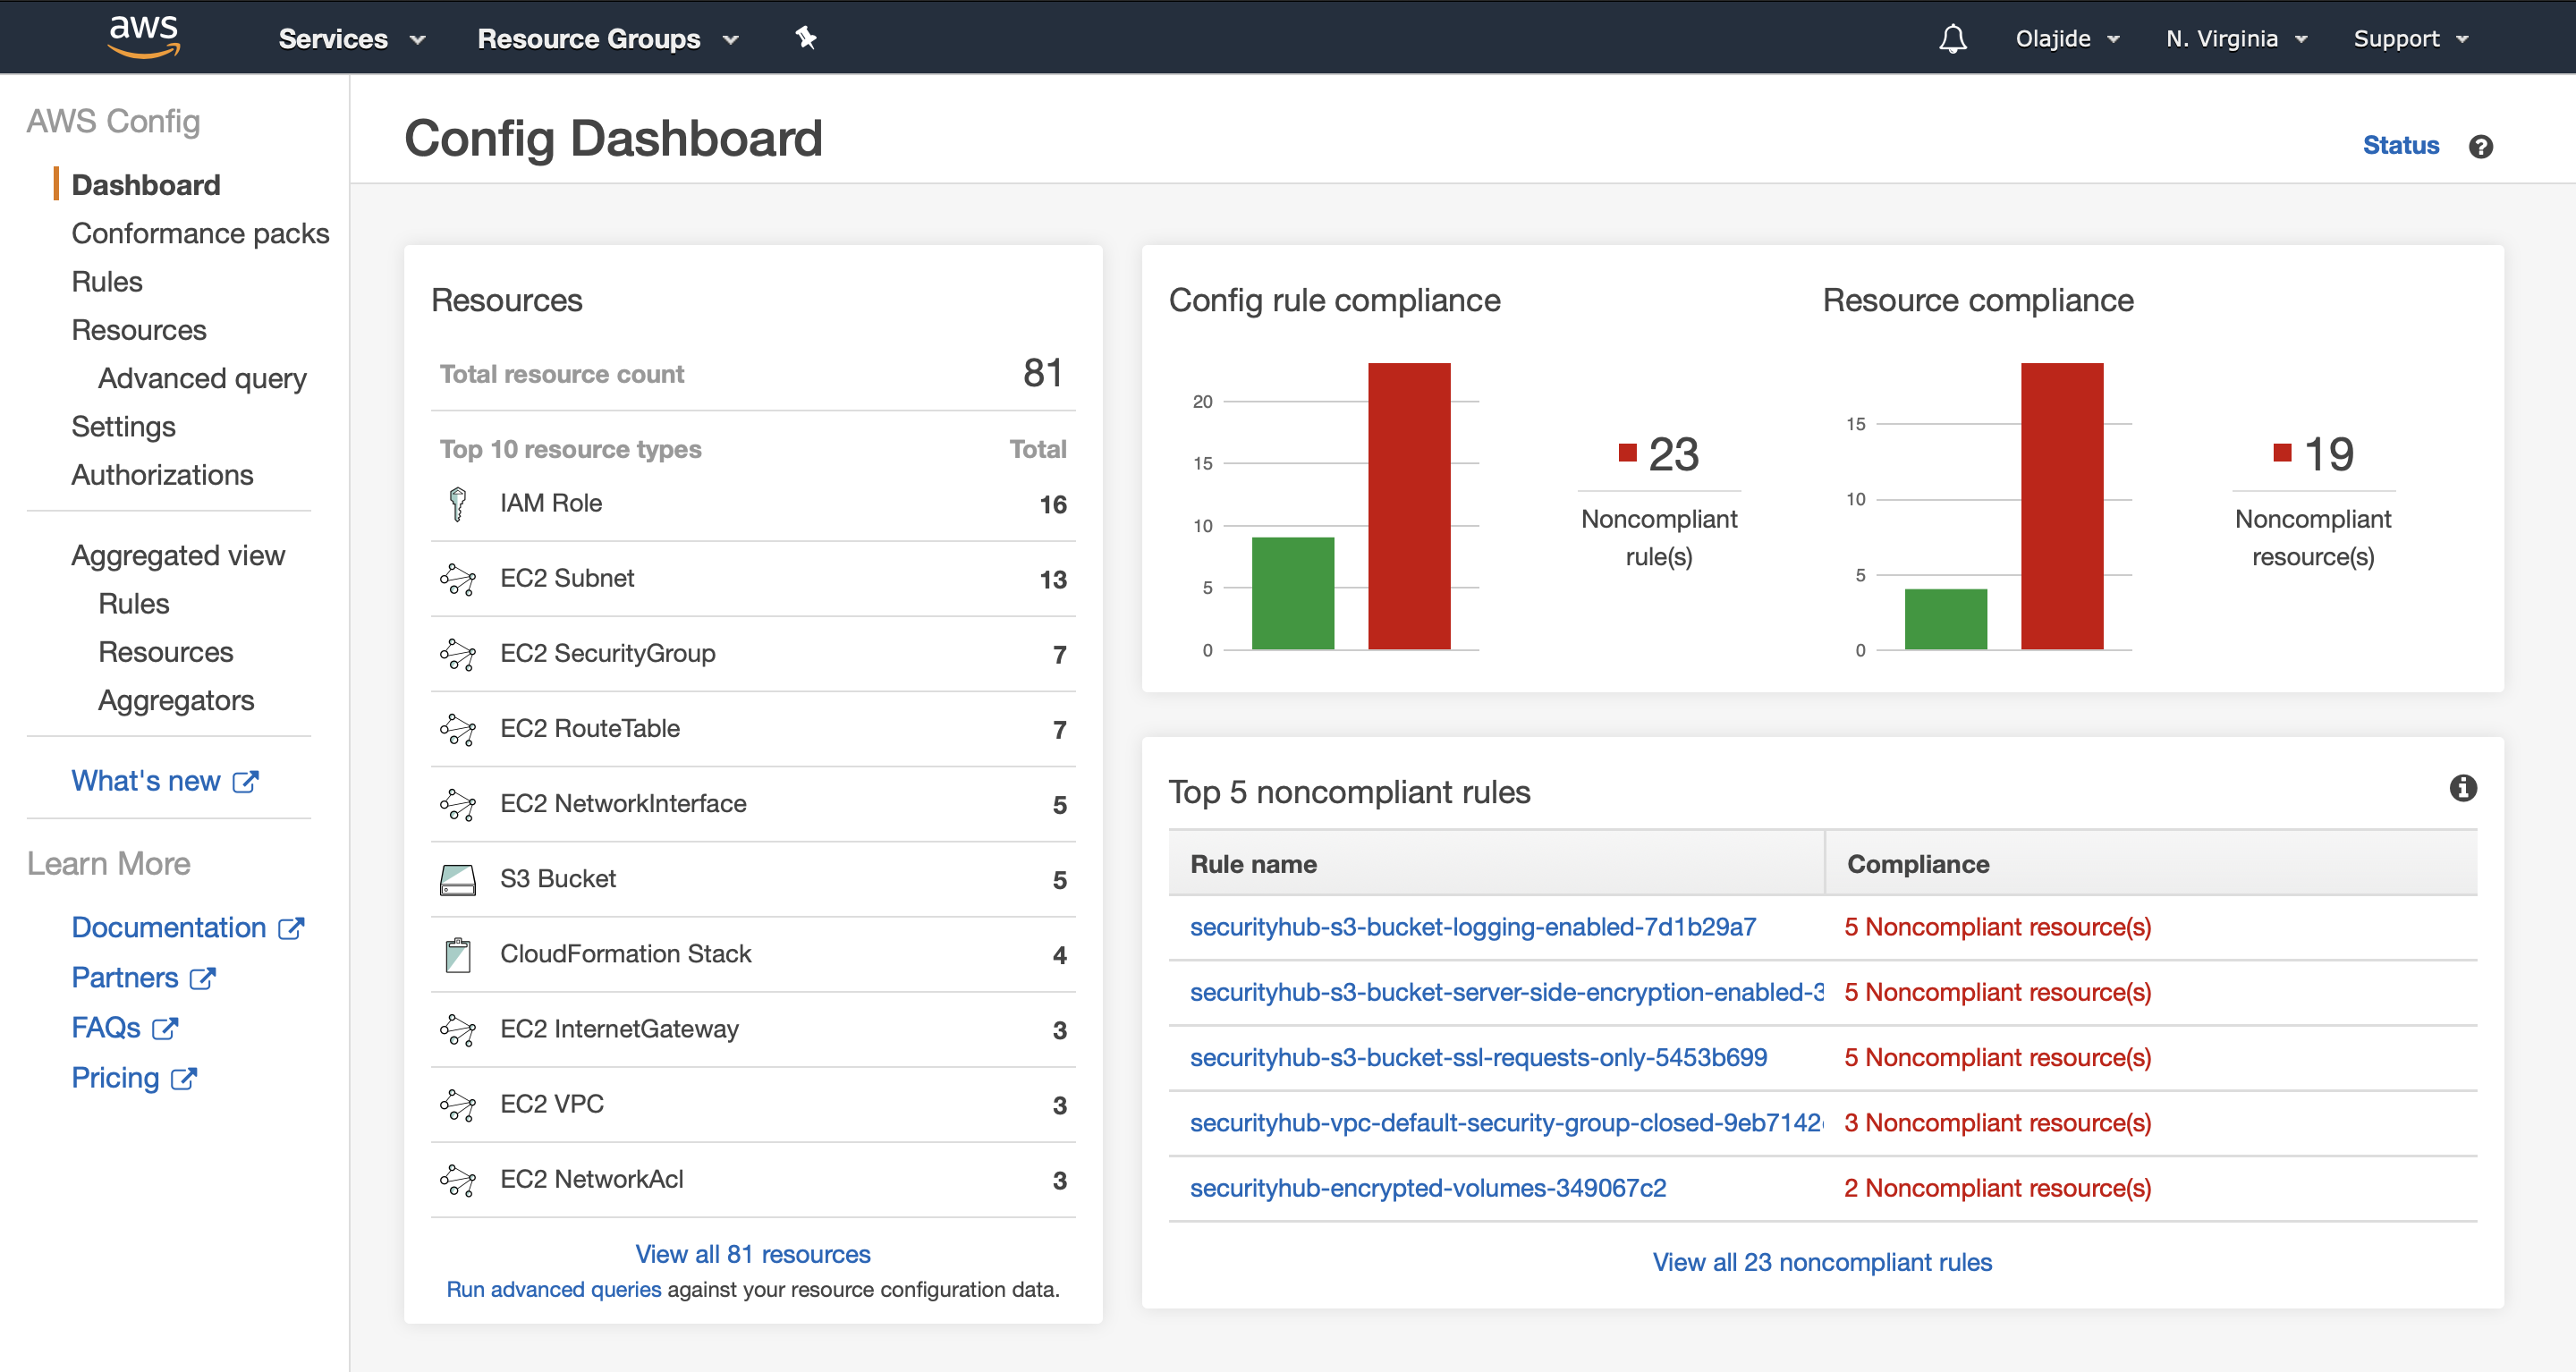 aws
Services
Resource Groups
Olajide
N. Virginia
Support
AWS Config
Dashboard
Conformance packs
Rules
Resources
Advanced query
Settings
Authorizations
Aggregated view
Rules
Resources
Aggregators
What's new
Learn More
Documentation
Partners
FAQs
Pricing
Config Dashboard
Status
?
Resources
Total resource count 81
Top 10 resource types Total
IAM Role 16
EC2 Subnet 13
EC2 SecurityGroup 7
EC2 RouteTable 7
EC2 NetworkInterface 5
S3 Bucket 5
CloudFormation Stack 4
EC2 InternetGateway 3
EC2 VPC 3
EC2 NetworkAcl 3
View all 81 resources
Run advanced queries against your resource configuration data.
Config rule compliance
20
15
10
5
0
23
Noncompliant
rule(s)
Resource compliance
15
10
5
0
19
Noncompliant
resource(s)
Top 5 noncompliant rules
i
Rule name Compliance
securityhub-s3-bucket-logging-enabled-7d1b29a7 5 Noncompliant resource(s)
securityhub-s3-bucket-server-side-encryption-enabled-3 5 Noncompliant resource(s)
securityhub-s3-bucket-ssl-requests-only-5453b699 5 Noncompliant resource(s)
securityhub-vpc-default-security-group-closed-9eb7142 3 Noncompliant resource(s)
securityhub-encrypted-volumes-349067c2 2 Noncompliant resource(s)
View all 23 noncompliant rules